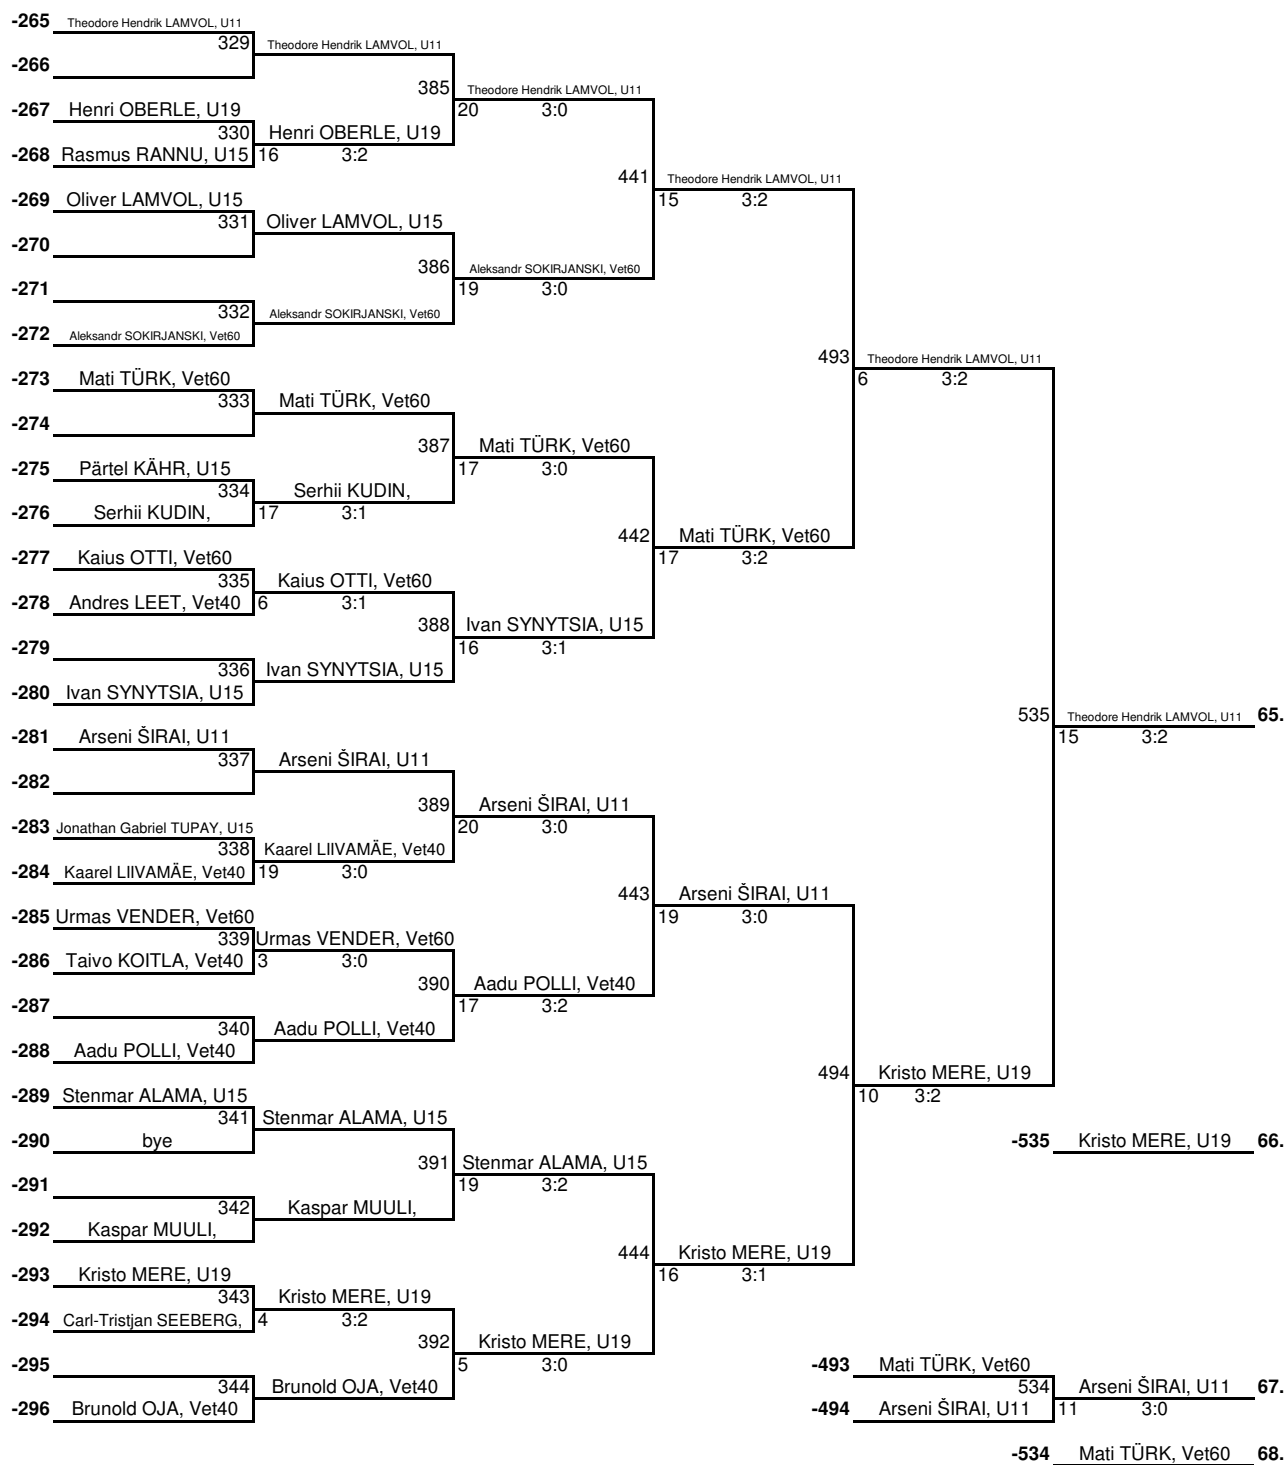 -265 Theodore Hendrik LAMVOL, U11
329 Theodore Hendrik LAMVOL, U11
-266
385 Theodore Hendrik LAMVOL, U11
-267 Henri OBERLE, U19
20 3:0
330 Henri OBERLE, U19
-268 Rasmus RANNU, U15 16 3:2
441 Theodore Hendrik LAMVOL, U11
-269 Oliver LAMVOL, U15
15 3:2
331 Oliver LAMVOL, U15
-270
386 Aleksandr SOKIRJANSKI, Vet60
-271
19 3:0
332 Aleksandr SOKIRJANSKI, Vet60
-272 Aleksandr SOKIRJANSKI, Vet60
493 Theodore Hendrik LAMVOL, U11
-273 Mati TÜRK, Vet60
6 3:2
333 Mati TÜRK, Vet60
-274
387 Mati TÜRK, Vet60
-275 Pärtel KÄHR, U15
17 3:0
334 Serhii KUDIN,
-276 Serhii KUDIN, 17 3:1
442 Mati TÜRK, Vet60
-277 Kaius OTTI, Vet60
17 3:2
335 Kaius OTTI, Vet60
-278 Andres LEET, Vet40 6 3:1
388 Ivan SYNYTSIA, U15
-279
16 3:1
336 Ivan SYNYTSIA, U15
-280 Ivan SYNYTSIA, U15
535 Theodore Hendrik LAMVOL, U11 65.
-281 Arseni ŠIRAI, U11
15 3:2
337 Arseni ŠIRAI, U11
-282
389 Arseni ŠIRAI, U11
-283 Jonathan Gabriel TUPAY, U15
20 3:0
338 Kaarel LIIVAMÄE, Vet40
-284 Kaarel LIIVAMÄE, Vet40 19 3:0
443 Arseni ŠIRAI, U11
-285 Urmas VENDER, Vet60
19 3:0
339 Urmas VENDER, Vet60
-286 Taivo KOITLA, Vet40 3 3:0
390 Aadu POLLI, Vet40
-287
17 3:2
340 Aadu POLLI, Vet40
-288 Aadu POLLI, Vet40
494 Kristo MERE, U19
-289 Stenmar ALAMA, U15
10 3:2
341 Stenmar ALAMA, U15
-290 bye
-535 Kristo MERE, U19 66.
391 Stenmar ALAMA, U15
-291
19 3:2
342 Kaspar MUULI,
-292 Kaspar MUULI,
444 Kristo MERE, U19
-293 Kristo MERE, U19
16 3:1
343 Kristo MERE, U19
-294 Carl-Tristjan SEEBERG, 4 3:2
392 Kristo MERE, U19
-295
5 3:0
-493 Mati TÜRK, Vet60
344 Brunold OJA, Vet40
534 Arseni ŠIRAI, U11 67.
-296 Brunold OJA, Vet40
-494 Arseni ŠIRAI, U11 11 3:0
-534 Mati TÜRK, Vet60 68.